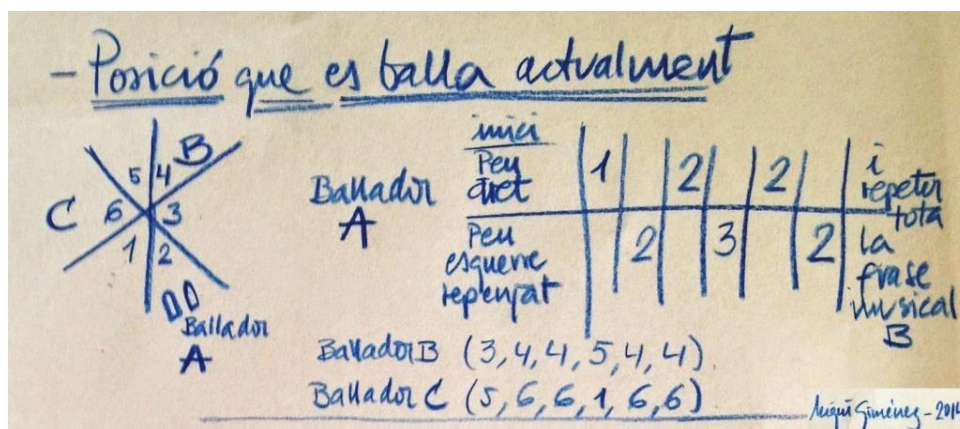 - Posició que es balla actualment
5 4 B
C 6 3
1 2
Ballador
A
Ballador
A
inici
Peu dret 1 2 2
Peu esquerre repenjat 2 3 2
i
repetir
tota
la
frase
musical
B
Ballador B (3,4,4,5,4,4)
Ballador C (5,6,6,1,6,6)
Giménez - 2014